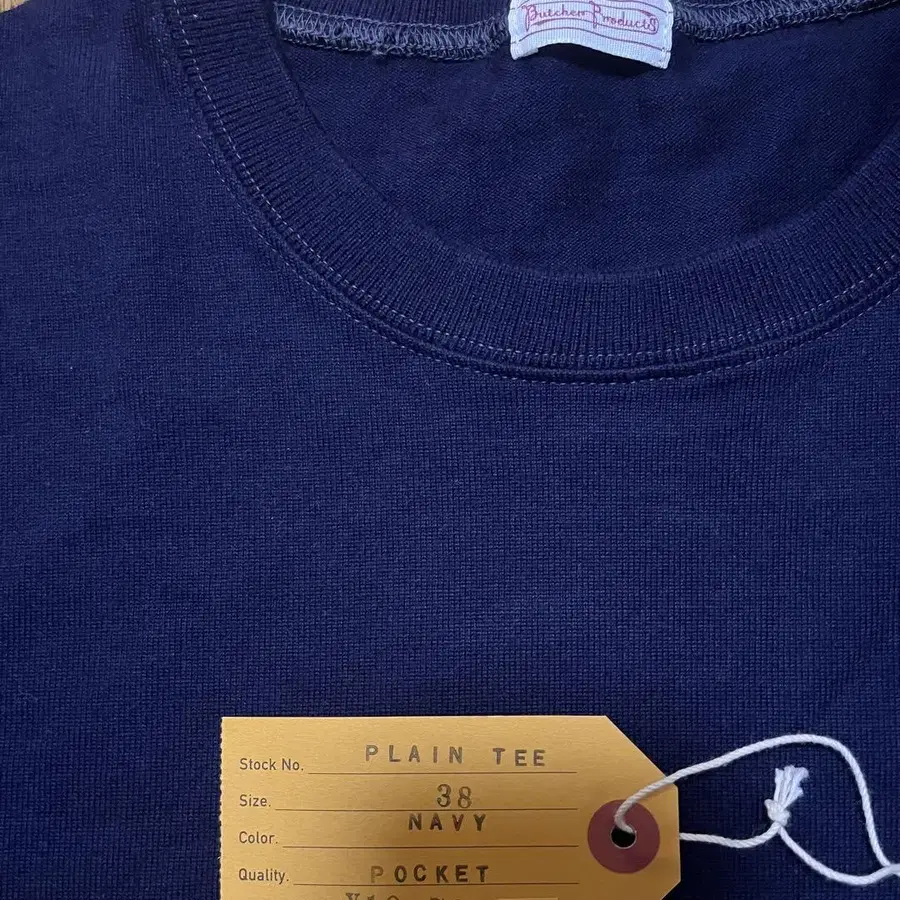 Butcher Products
Stock No. PLAIN TEE
Size. 38
Color. NAVY
Quality. POCKET